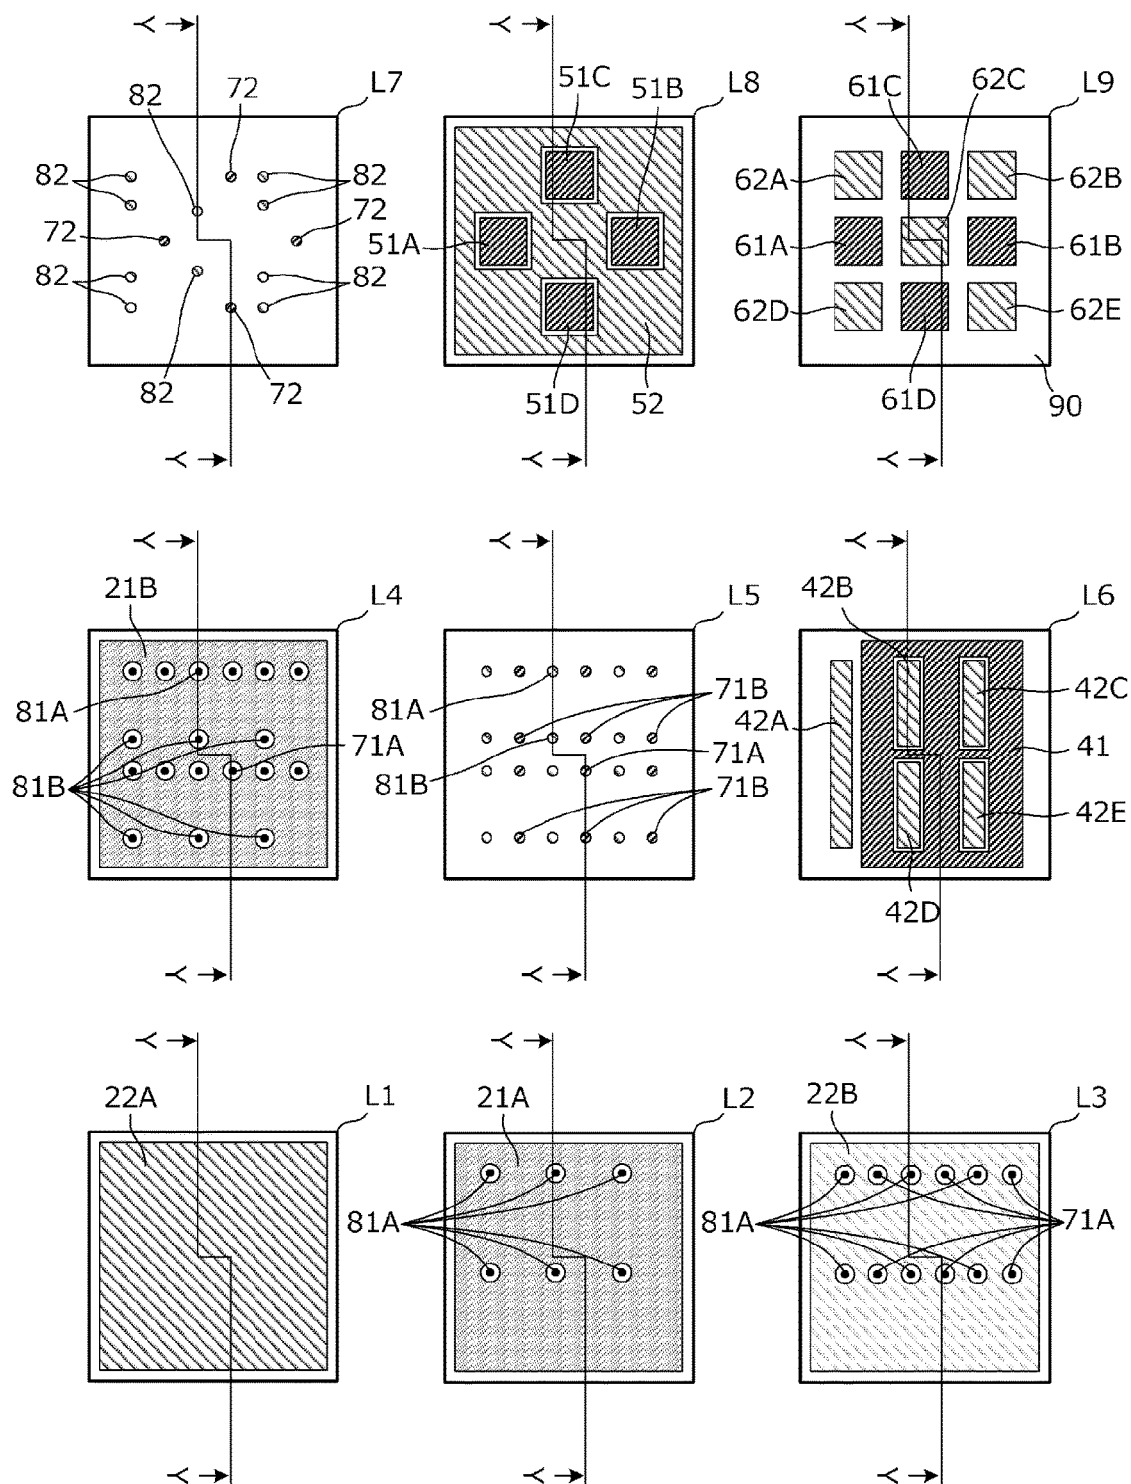 Y Y Y
82 72 L7 51C 51B L8 61C 62C L9
82 82 62A 62B
72 72 51A 61A 61B
82 82 62D 62E
82 72 51D 52 61D 90
Y Y Y
Y Y Y
21B L4 L5 42B L6
81A 81A 71B 42A 42C
71A 81B 71A 41
81B 71B 42E
42D
Y Y Y
Y Y Y
22A L1 21A L2 22B L3
81A 81A 71A
Y Y Y